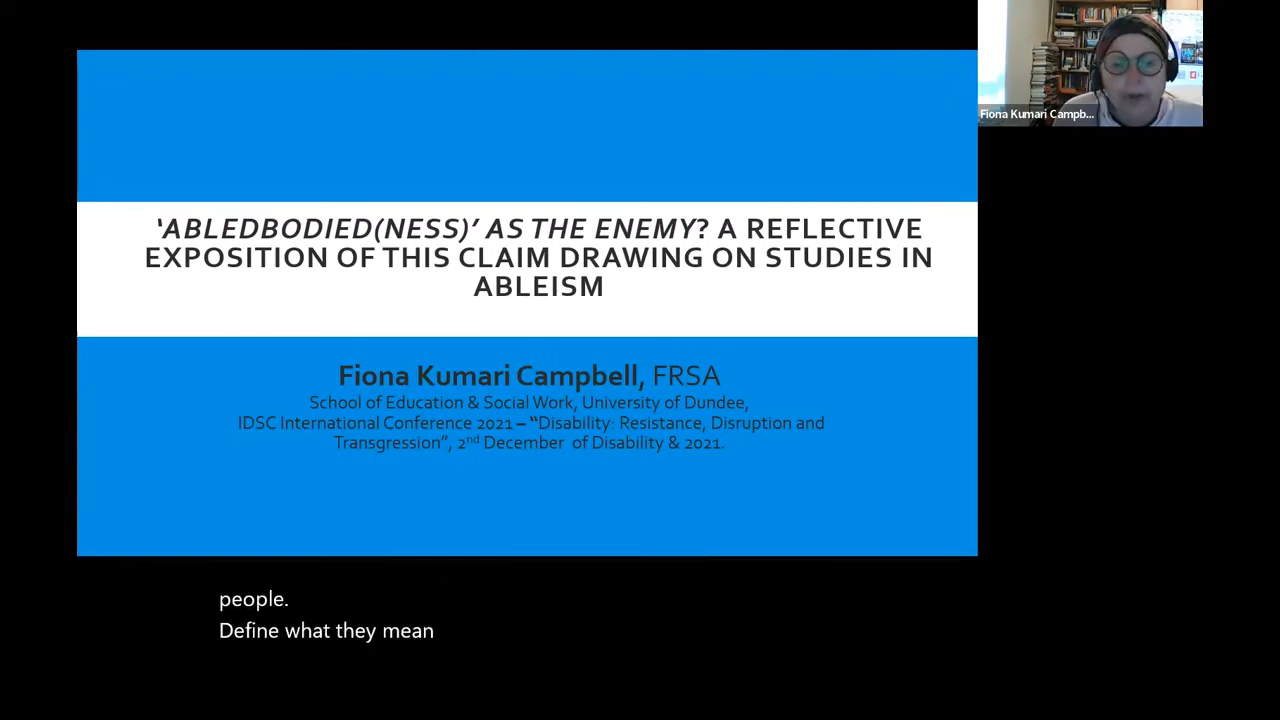 ‘ABLEDBODIED(NESS)’ AS THE ENEMY? A REFLECTIVE
EXPOSITION OF THIS CLAIM DRAWING ON STUDIES IN
ABLEISM
Fiona Kumari Campbell, FRSA
School of Education & Social Work, University of Dundee,
IDSC International Conference 2021 – “Disability: Resistance, Disruption and
Transgression”, 2nd December of Disability & 2021.
Fiona Kumari Campb...
people.
Define what they mean